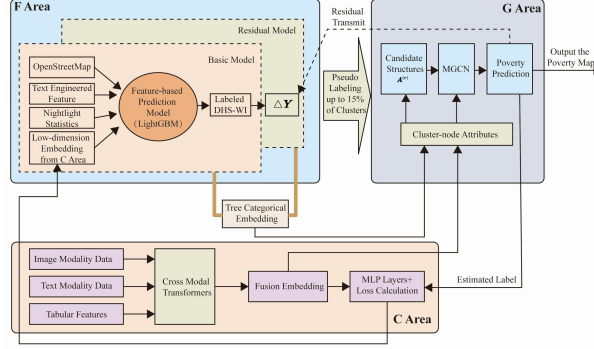 F Area
Residual Model
Basic Model
OpenStreetMap
Text Engineered
Feature
Nightlight
Statistics
Low-dimension
Embedding
from C Area
Feature-based
Prediction
Model
(LightGBM)
Labeled
DHS-WI
△Y
Residual
Transmit
Pseudo
Labeling
up to 15%
of Clusters
G Area
Candidate
Structures
A⁽ʳ⁾
MGCN
Poverty
Prediction
Cluster-node Attributes
Output the
Poverty Map
Tree Categorical
Embedding
Image Modality Data
Text Modality Data
Tabular Features
Cross Modal
Transformers
Fusion Embedding
MLP Layers+
Loss Calculation
Estimated Label
C Area